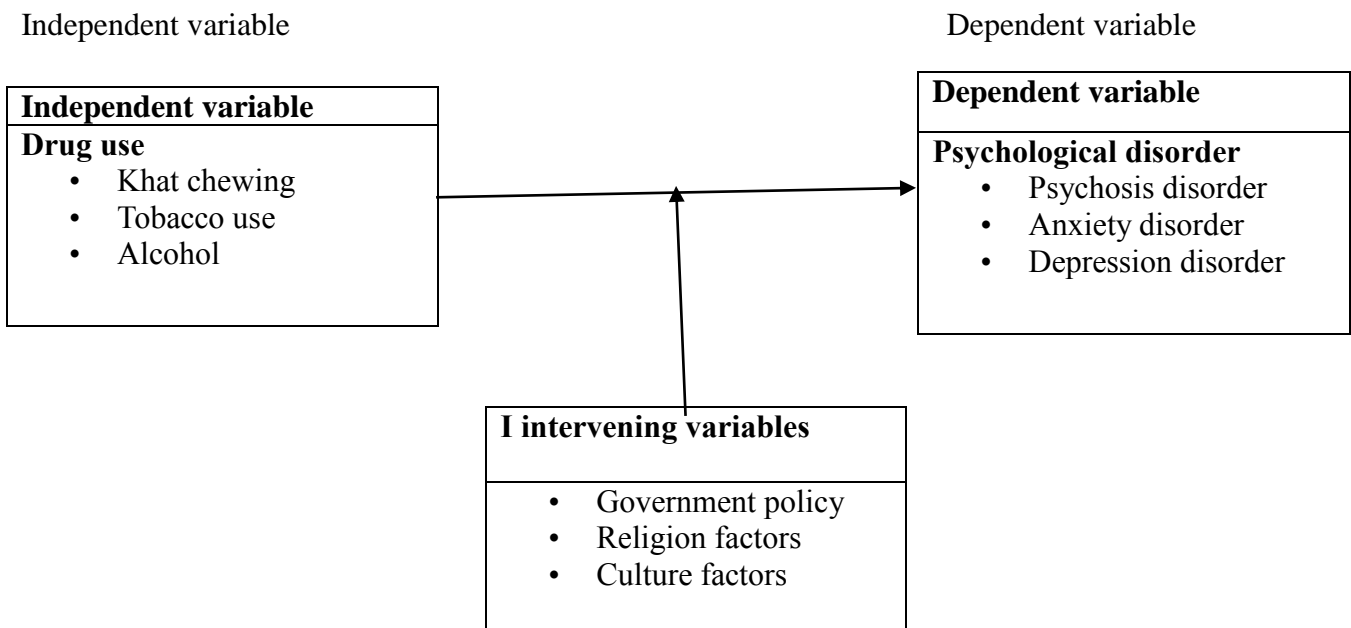 Independent variable
Dependent variable
Independent variable
Drug use
• Khat chewing
• Tobacco use
• Alcohol
Dependent variable
Psychological disorder
• Psychosis disorder
• Anxiety disorder
• Depression disorder
I intervening variables
• Government policy
• Religion factors
• Culture factors